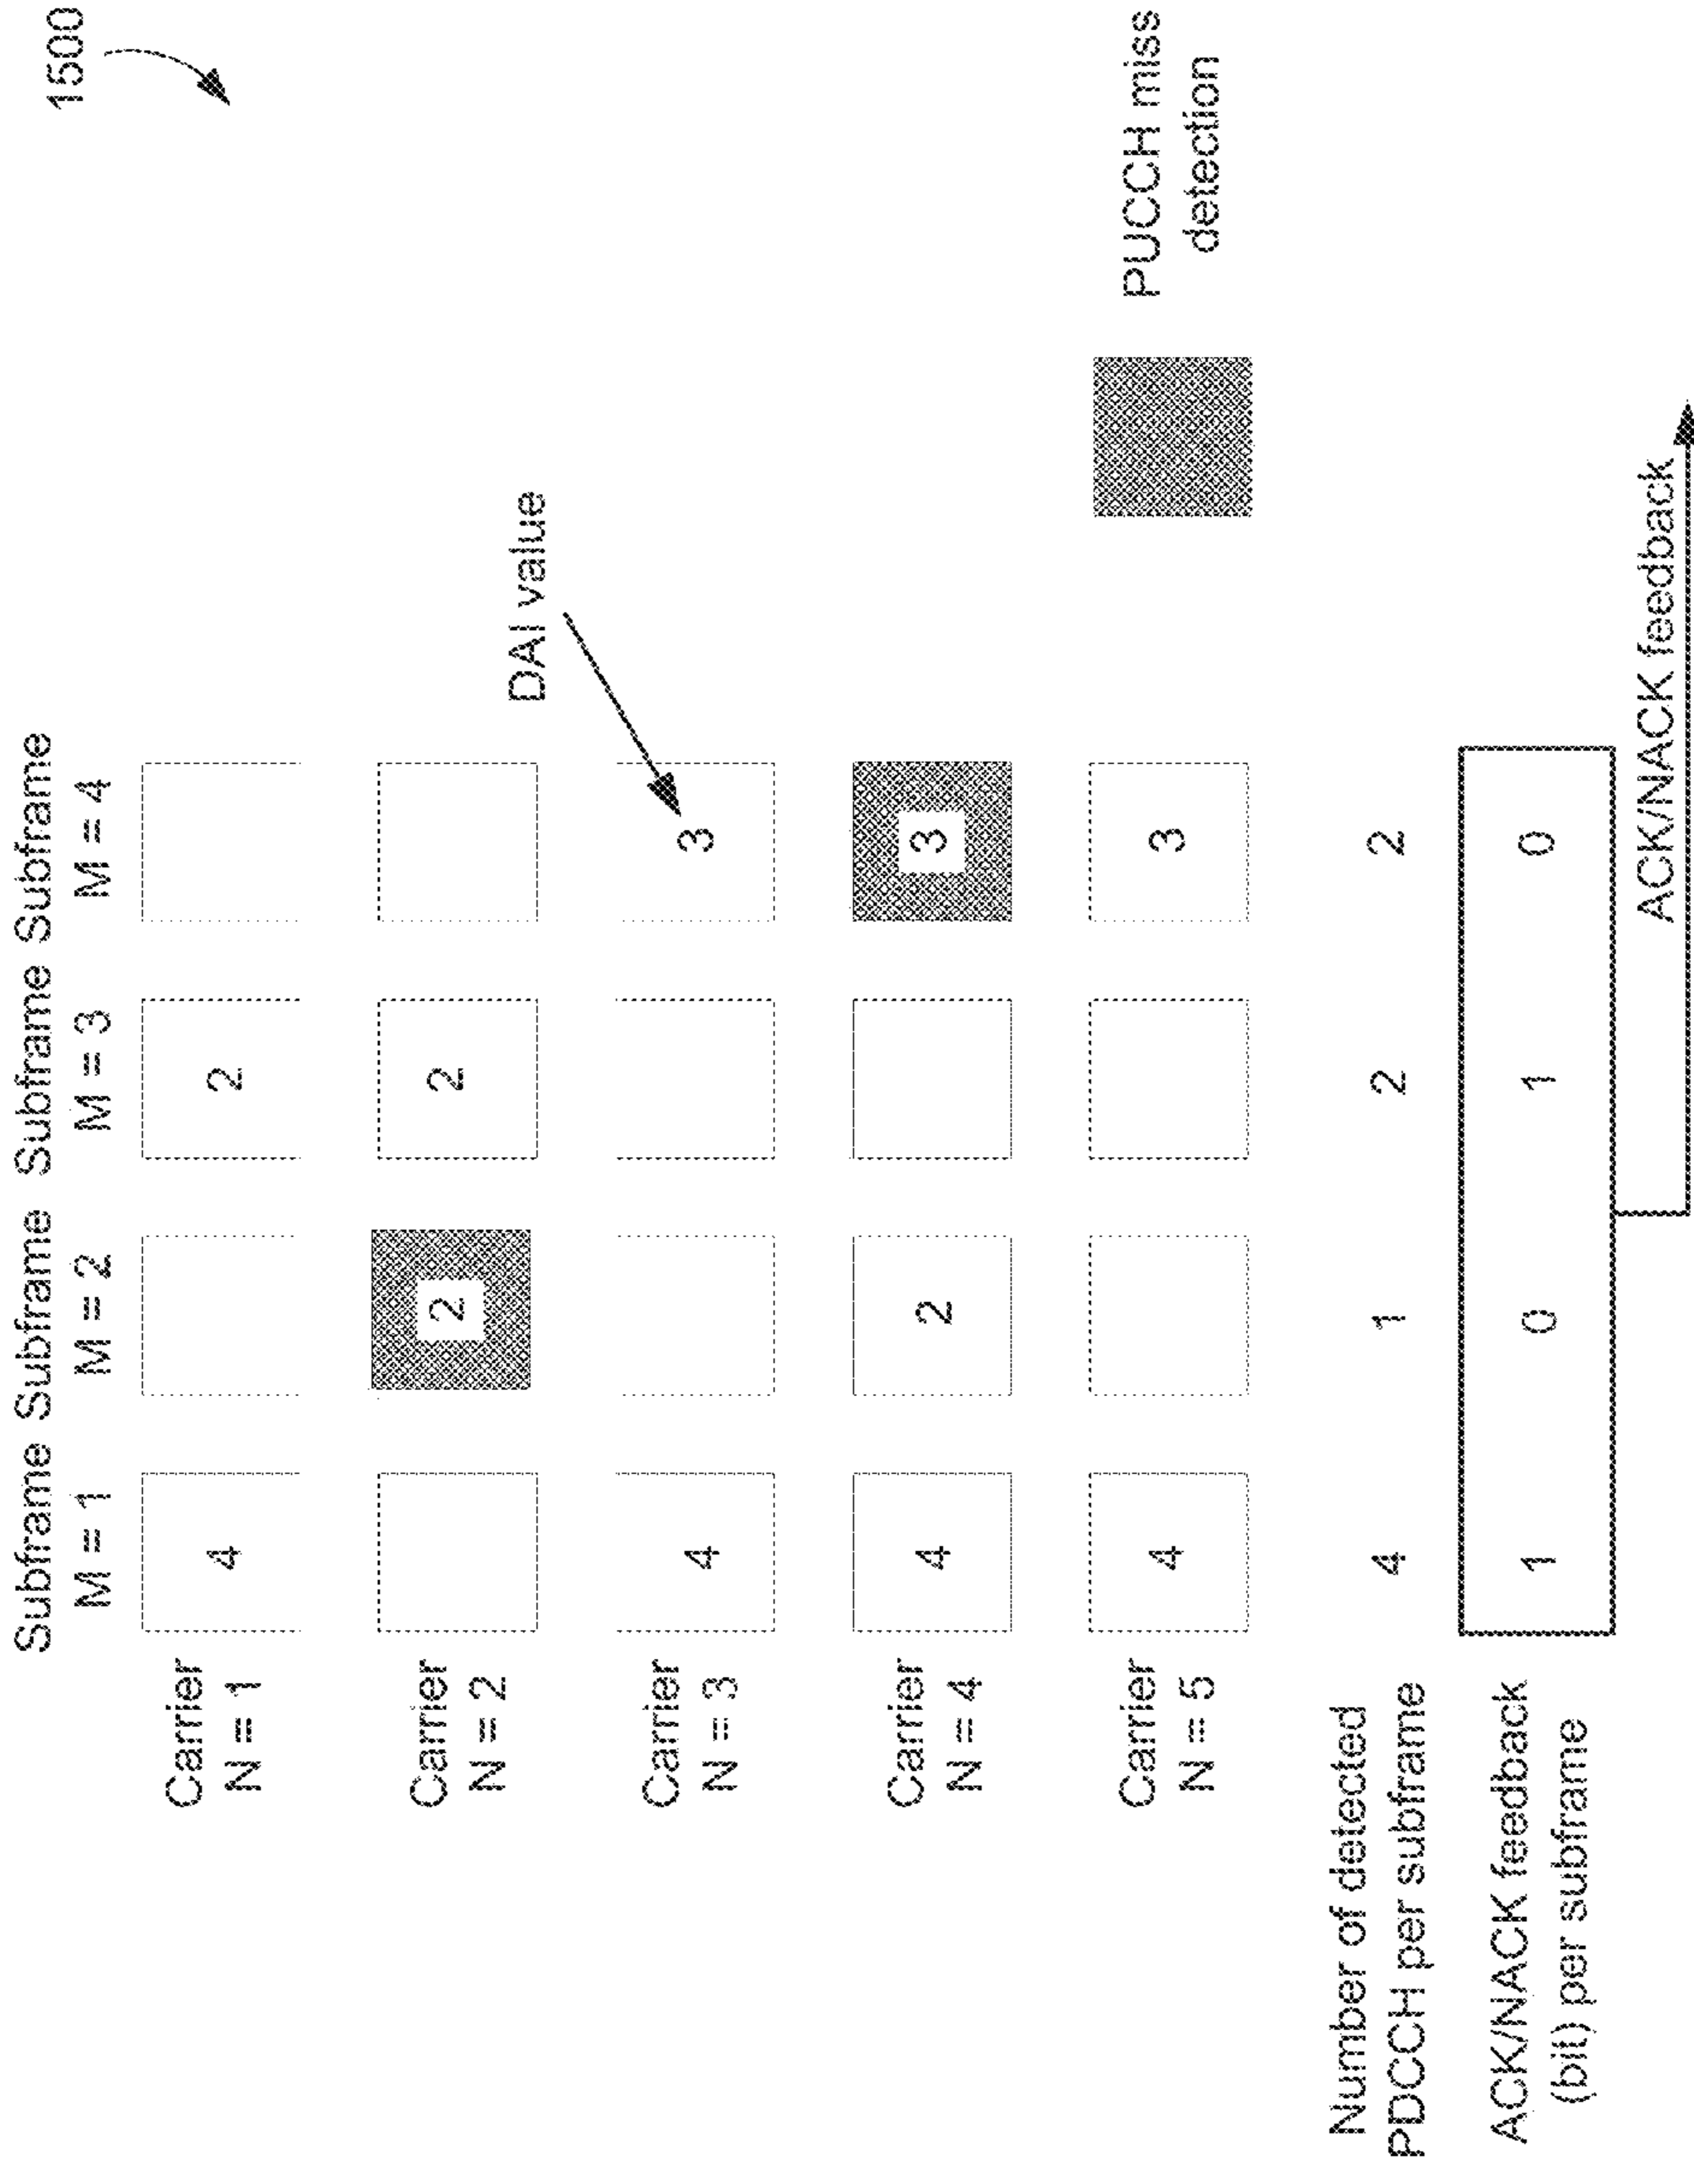 1500
Subframe Subframe Subframe Subframe
M = 1 M = 2 M = 3 M = 4
Carrier
N = 1
4 2
Carrier
N = 2
2 2
DAI value
Carrier
N = 3
4 3
Carrier
N = 4
4 2 3
Carrier
N = 5
4 3
PUCCH miss
detection
Number of detected
PDCCH per subframe
4 1 2 2
ACK/NACK feedback
(bit) per subframe
1 0 1 0
ACK/NACK feedback